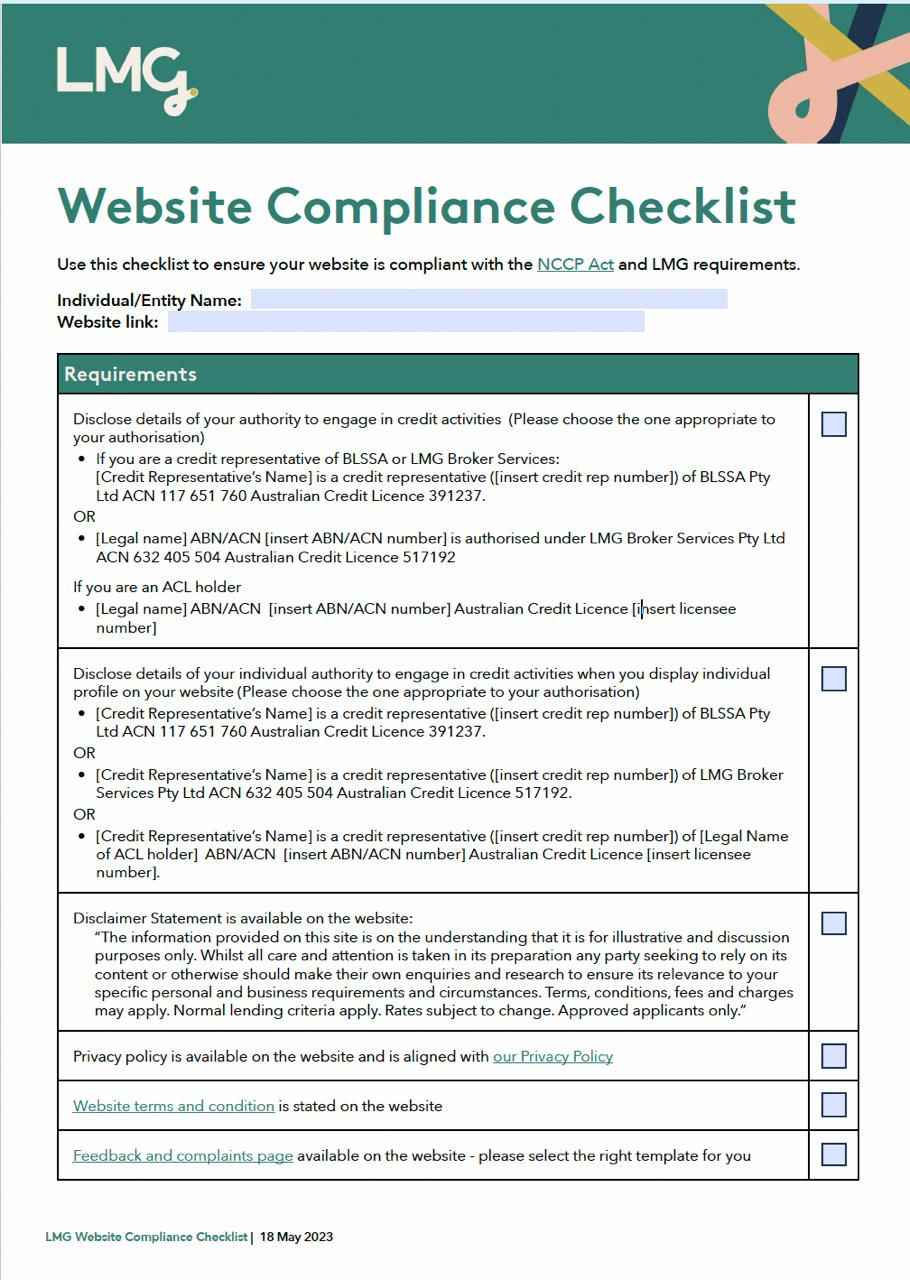 LMG
Website Compliance Checklist
Use this checklist to ensure your website is compliant with the NCCP Act and LMG requirements.
Individual/Entity Name:
Website link:
Requirements
Disclose details of your authority to engage in credit activities (Please choose the one appropriate to
your authorisation)
• If you are a credit representative of BLSSA or LMG Broker Services:
[Credit Representative's Name] is a credit representative ([insert credit rep number]) of BLSSA Pty
Ltd ACN 117 651 760 Australian Credit Licence 391237.
OR
• [Legal name] ABN/ACN [insert ABN/ACN number] is authorised under LMG Broker Services Pty Ltd
ACN 632 405 504 Australian Credit Licence 517192
If you are an ACL holder
• [Legal name] ABN/ACN [insert ABN/ACN number] Australian Credit Licence [insert licensee
number]
Disclose details of your individual authority to engage in credit activities when you display individual
profile on your website (Please choose the one appropriate to your authorisation)
• [Credit Representative's Name] is a credit representative ([insert credit rep number]) of BLSSA Pty
Ltd ACN 117 651 760 Australian Credit Licence 391237.
OR
• [Credit Representative's Name] is a credit representative ([insert credit rep number]) of LMG Broker
Services Pty Ltd ACN 632 405 504 Australian Credit Licence 517192.
OR
• [Credit Representative's Name] is a credit representative ([insert credit rep number]) of [Legal Name
of ACL holder] ABN/ACN [insert ABN/ACN number] Australian Credit Licence [insert licensee
number].
Disclaimer Statement is available on the website:
"The information provided on this site is on the understanding that it is for illustrative and discussion
purposes only. Whilst all care and attention is taken in its preparation any party seeking to rely on its
content or otherwise should make their own enquiries and research to ensure its relevance to your
specific personal and business requirements and circumstances. Terms, conditions, fees and charges
may apply. Normal lending criteria apply. Rates subject to change. Approved applicants only."
Privacy policy is available on the website and is aligned with our Privacy Policy
Website terms and condition is stated on the website
Feedback and complaints page available on the website - please select the right template for you
LMG Website Compliance Checklist | 18 May 2023